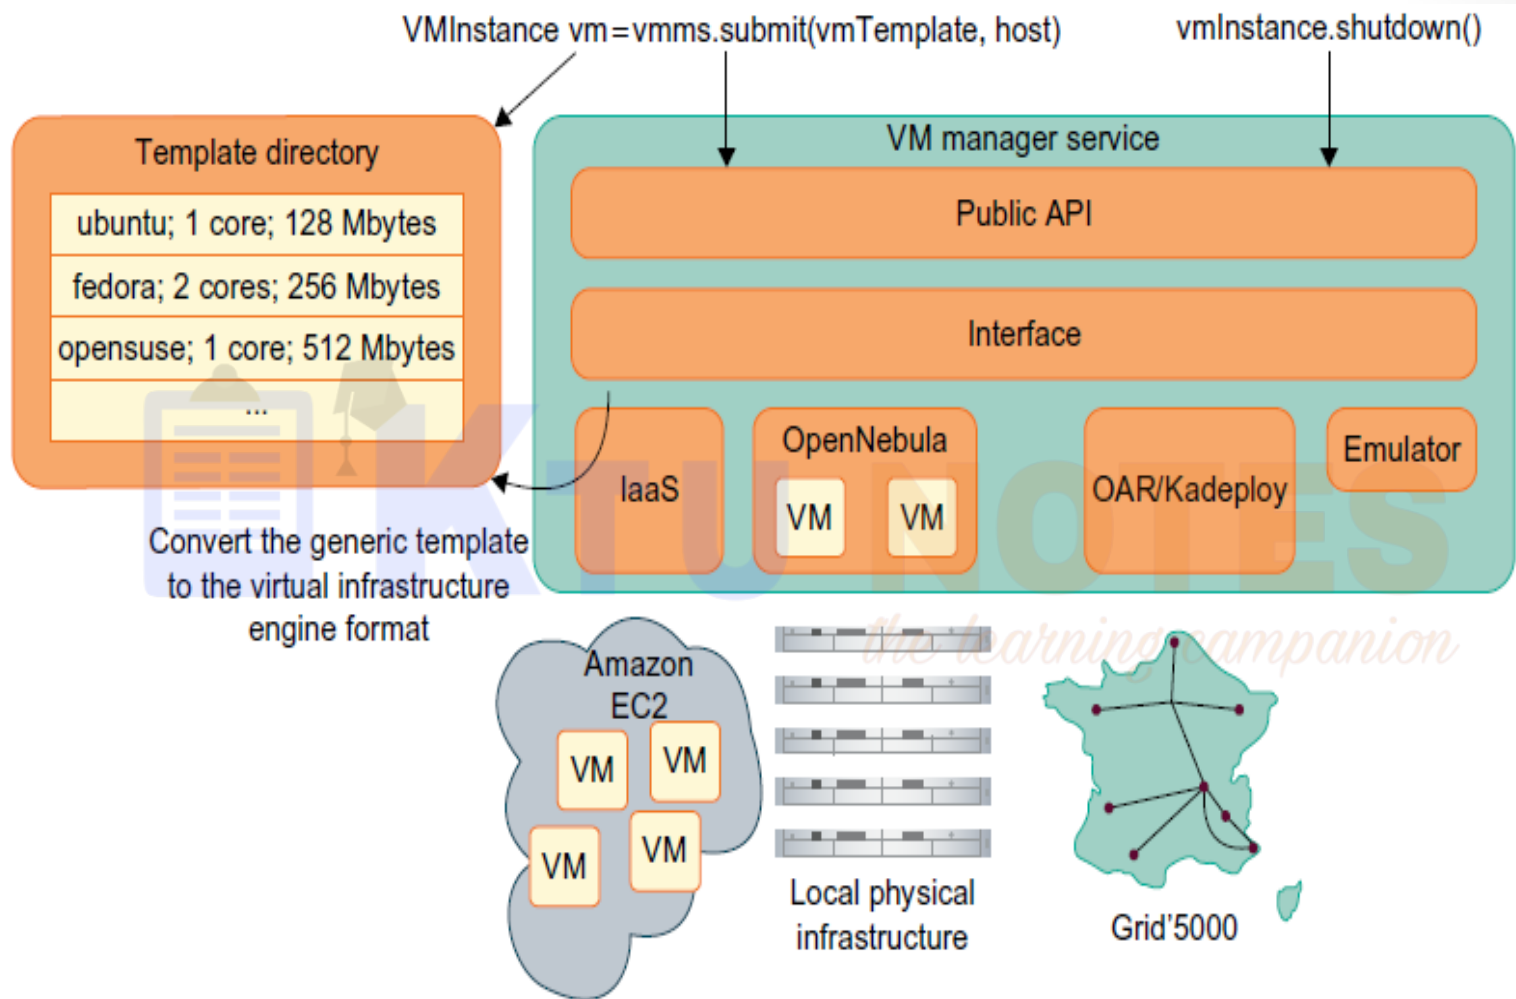 VMInstance vm=vmms.submit(vmTemplate, host)
vmInstance.shutdown()
Template directory
ubuntu; 1 core; 128 Mbytes
fedora; 2 cores; 256 Mbytes
opensuse; 1 core; 512 Mbytes
...
VM manager service
Public API
Interface
IaaS
OpenNebula
VM
VM
OAR/Kadeploy
Emulator
Convert the generic template
to the virtual infrastructure
engine format
KTU NOTES
the learning companion
Amazon
EC2
VM
VM
VM
VM
Local physical
infrastructure
Grid'5000